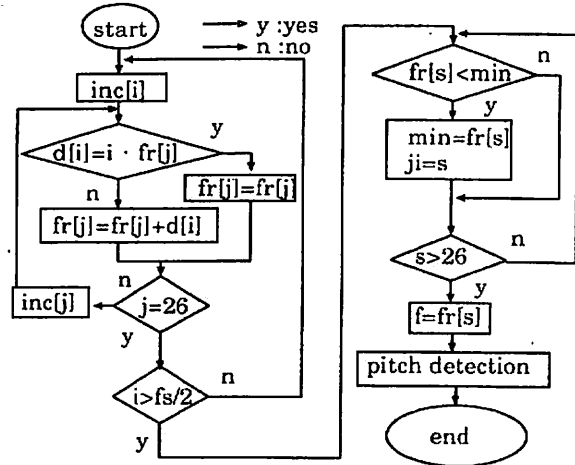 start
y :yes
n :no
inc[i]
d[i]=i · fr[j]
y
n
fr[j]=fr[j]
fr[j]=fr[j]+d[i]
n
inc[j]
j=26
y
i>fs/2
n
y
fr[s]<min
n
y
min=fr[s]
ji=s
s>26
n
y
f=fr[s]
pitch detection
end